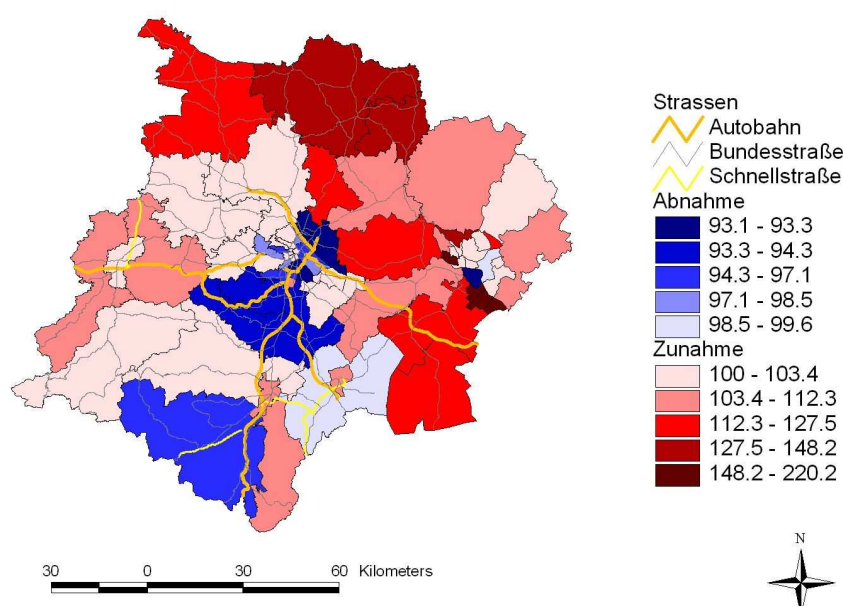 Strassen
Autobahn
Bundesstraße
Schnellstraße
Abnahme
93.1 - 93.3
93.3 - 94.3
94.3 - 97.1
97.1 - 98.5
98.5 - 99.6
Zunahme
100 - 103.4
103.4 - 112.3
112.3 - 127.5
127.5 - 148.2
148.2 - 220.2
30 0 30 60 Kilometers
N